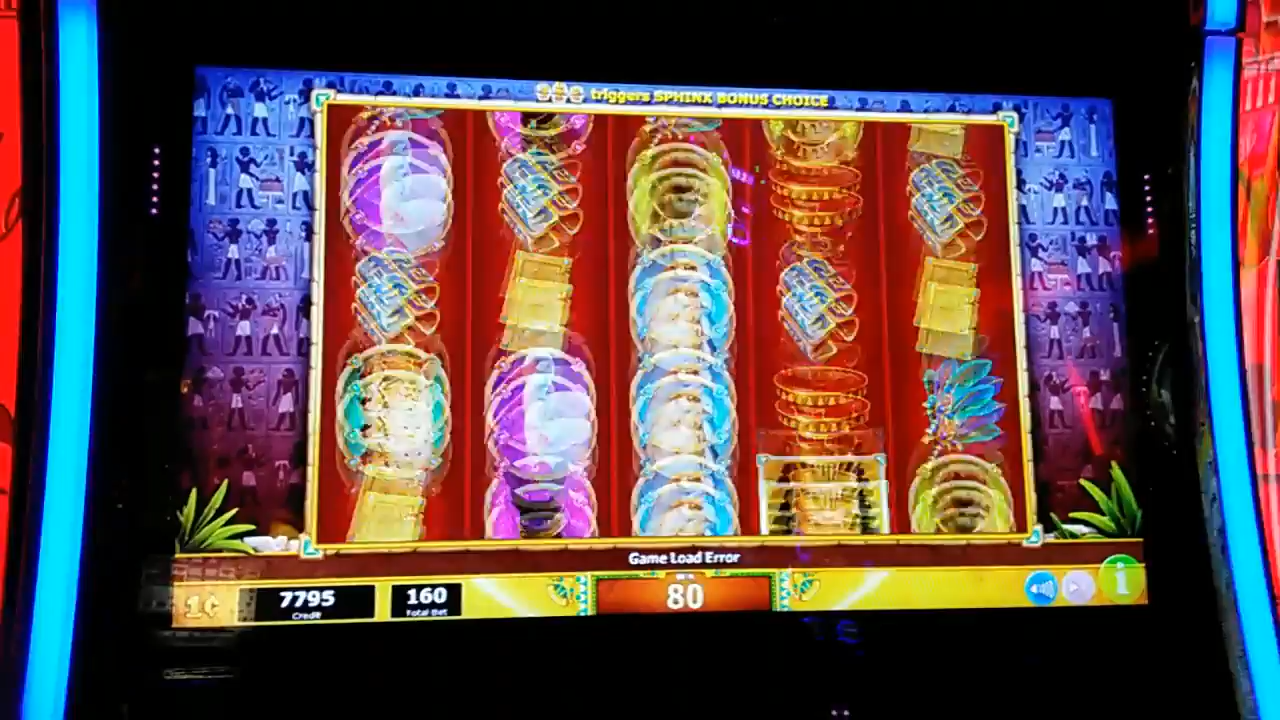 triggers SPHINX BONUS CHOICE
Game Load Error
1¢
7795
Credit
160
Total Bet
80
i